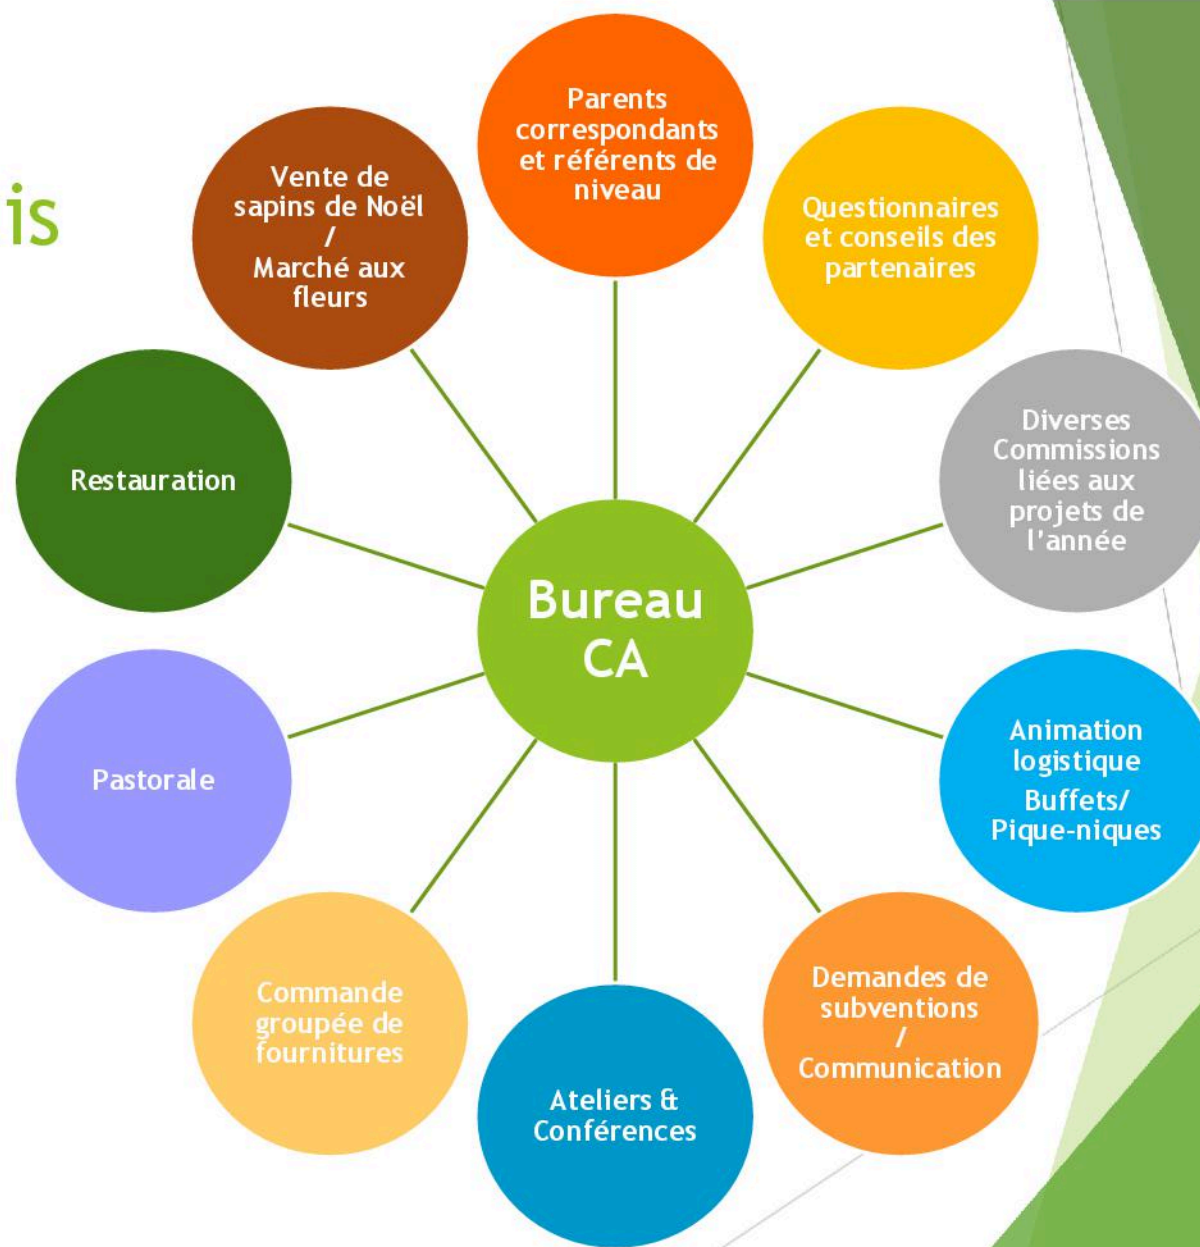 is
Parents
correspondants
et référents de
niveau
Questionnaires
et conseils des
partenaires
Diverses
Commissions
liées aux
projets de
l'année
Animation
logistique
Buffets/
Pique-niques
Demandes de
subventions
/
Communication
Ateliers &
Conférences
Commande
groupée de
fournitures
Pastorale
Restauration
Vente de
sapins de Noël
/
Marché aux
fleurs
Bureau
CA